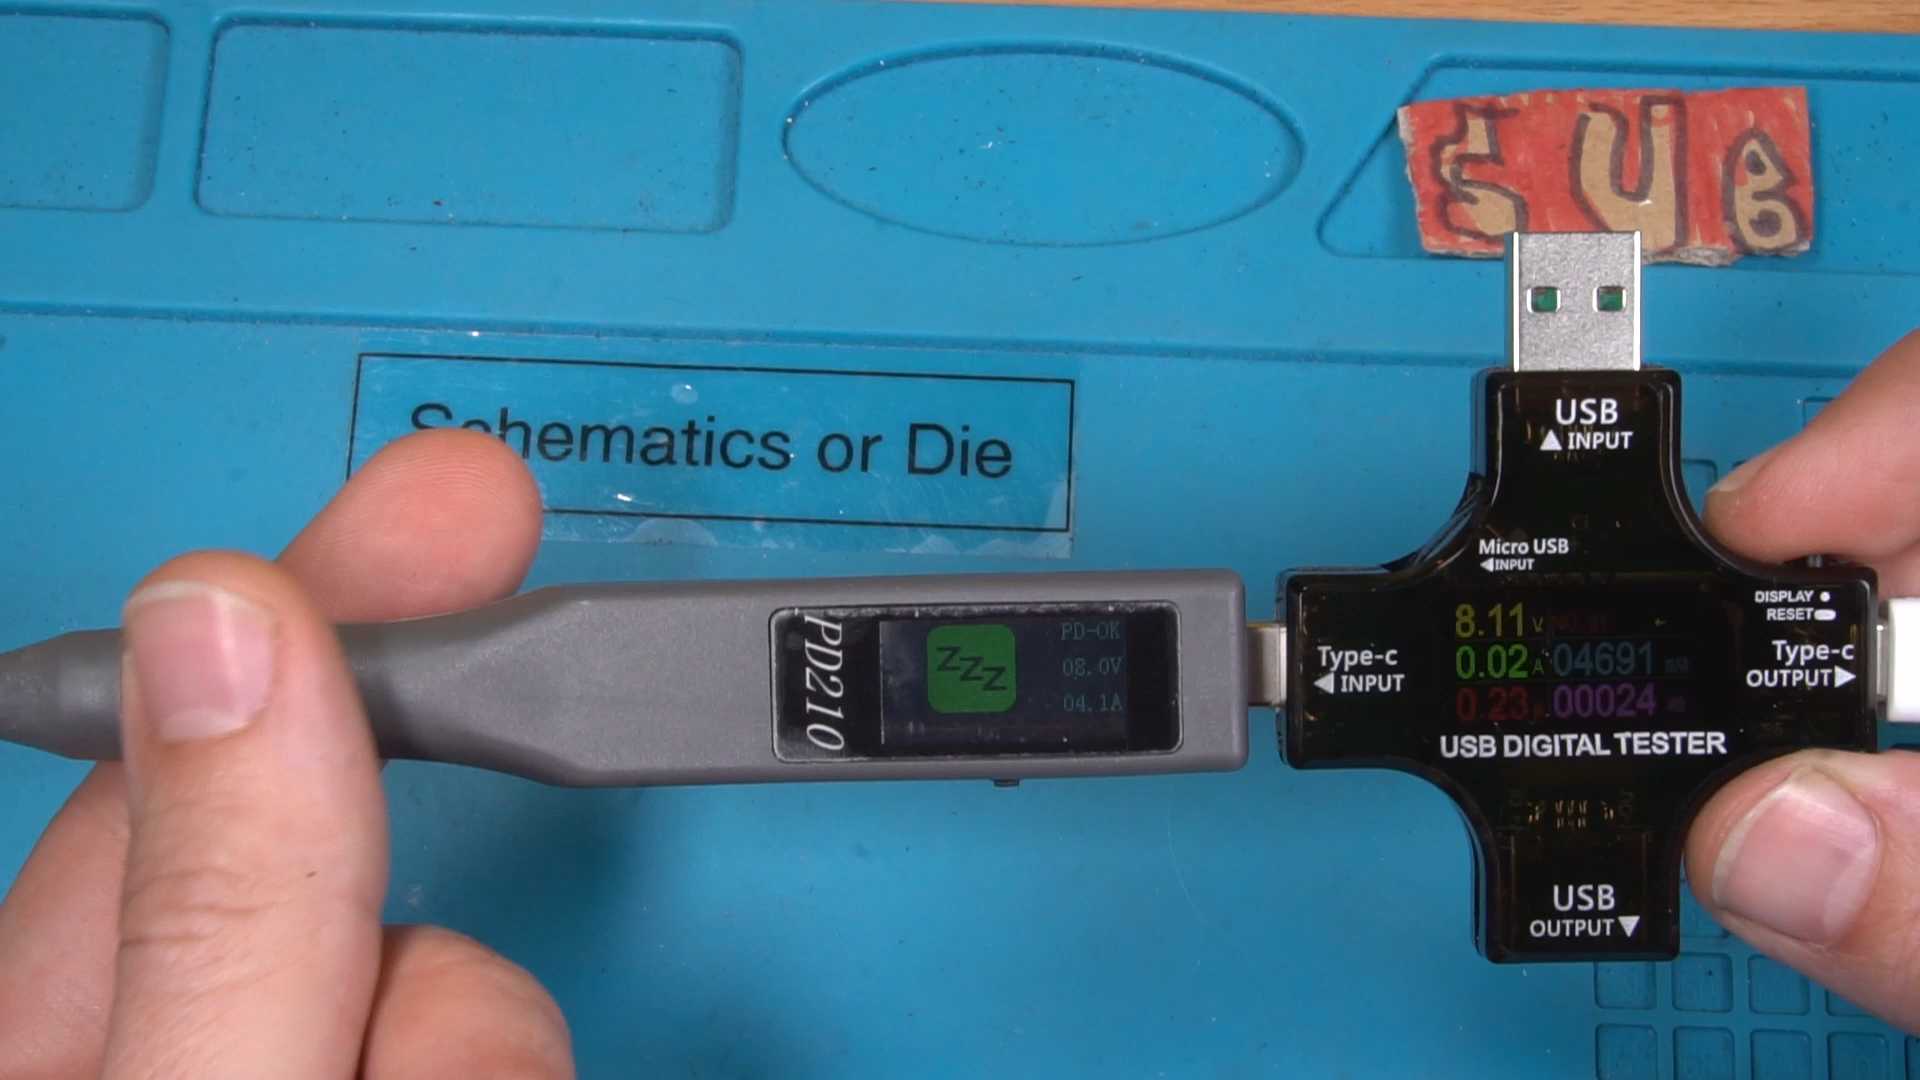 SUB
Schematics or Die
USB
INPUT
Micro USB
INPUT
DISPLAY
RESET
PD210
PD-OK
08.0V
04.1A
zzz
Type-c
INPUT
8.11 V
0.02 A 04691
0.23 00024
Type-c
OUTPUT
USB DIGITAL TESTER
USB
OUTPUT